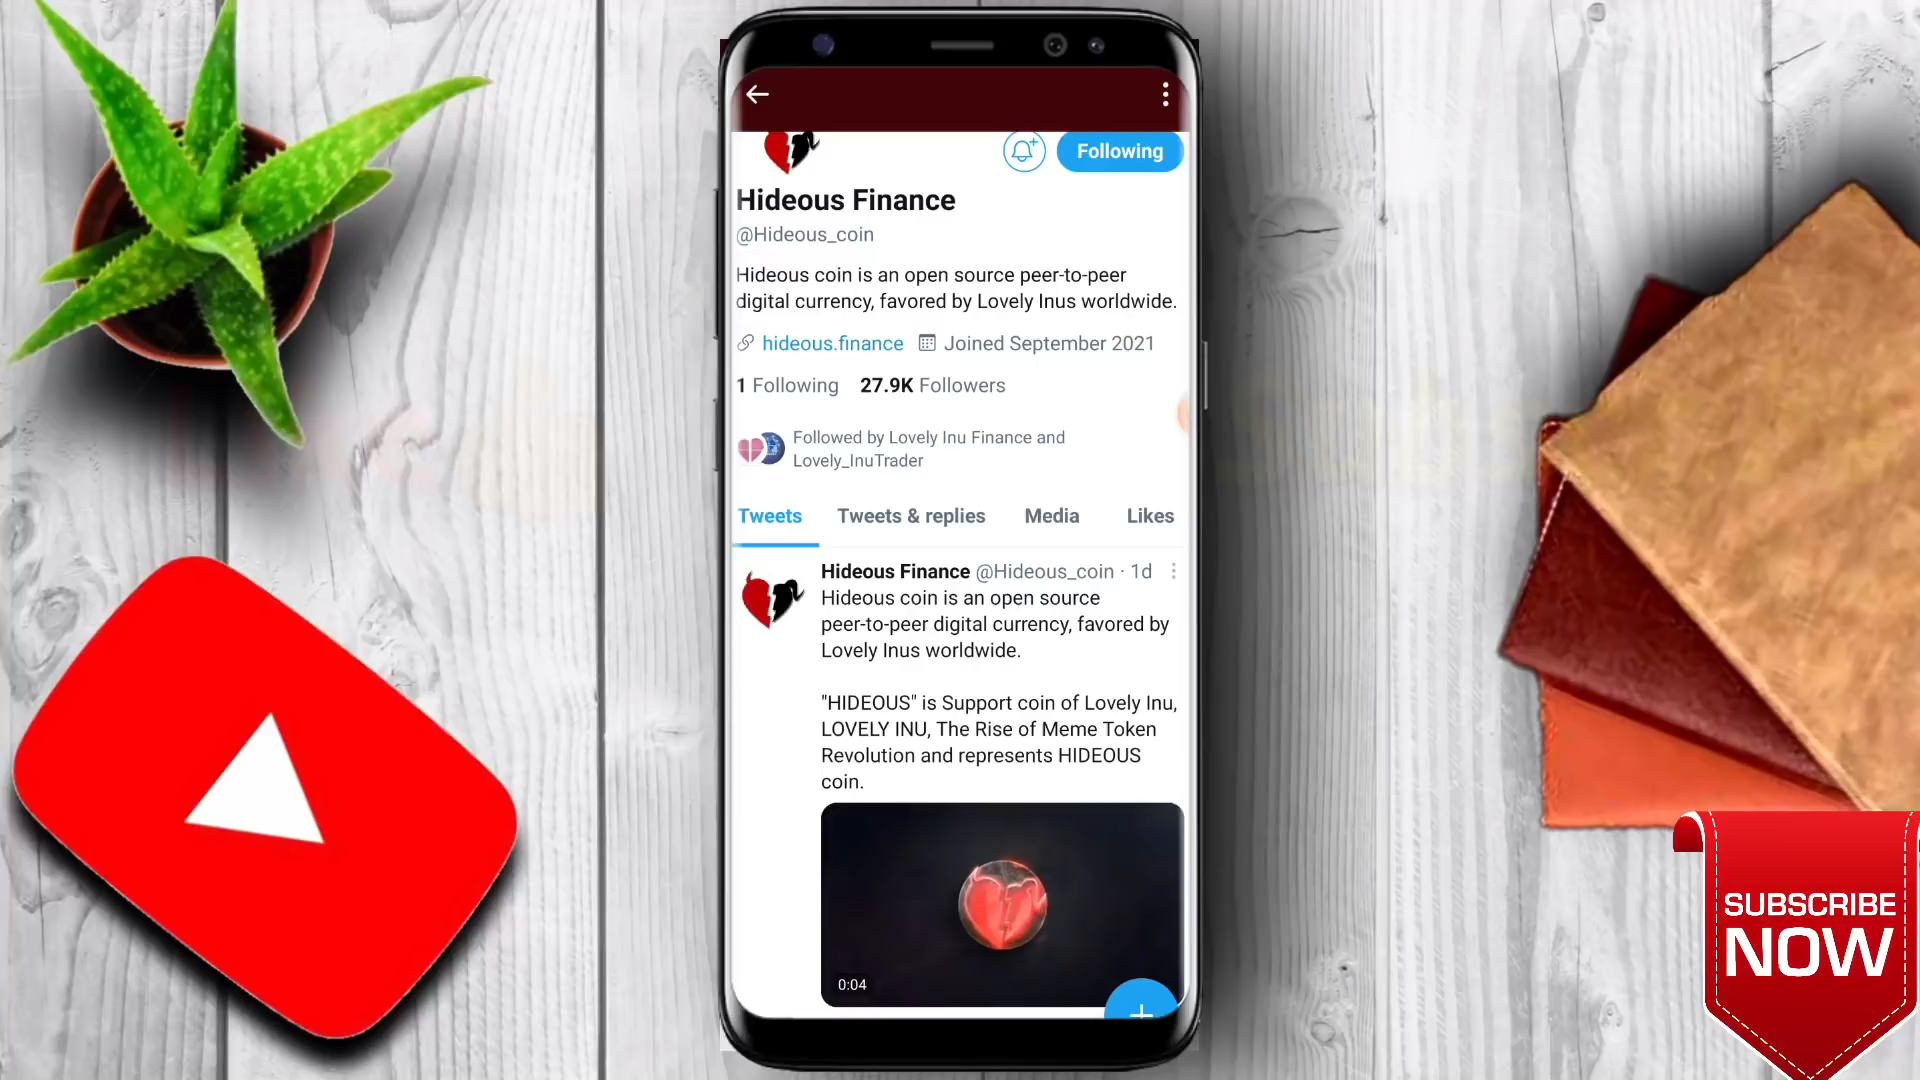 Following
Hideous Finance
@Hideous_coin
Hideous coin is an open source peer-to-peer
digital currency, favored by Lovely Inus worldwide.
hideous.finance Joined September 2021
1 Following 27.9K Followers
Followed by Lovely Inu Finance and
Lovely_InuTrader
Tweets Tweets & replies Media Likes
Hideous Finance @Hideous_coin · 1d
Hideous coin is an open source
peer-to-peer digital currency, favored by
Lovely Inus worldwide.
"HIDEOUS" is Support coin of Lovely Inu,
LOVELY INU, The Rise of Meme Token
Revolution and represents HIDEOUS
coin.
0:04
SUBSCRIBE
NOW